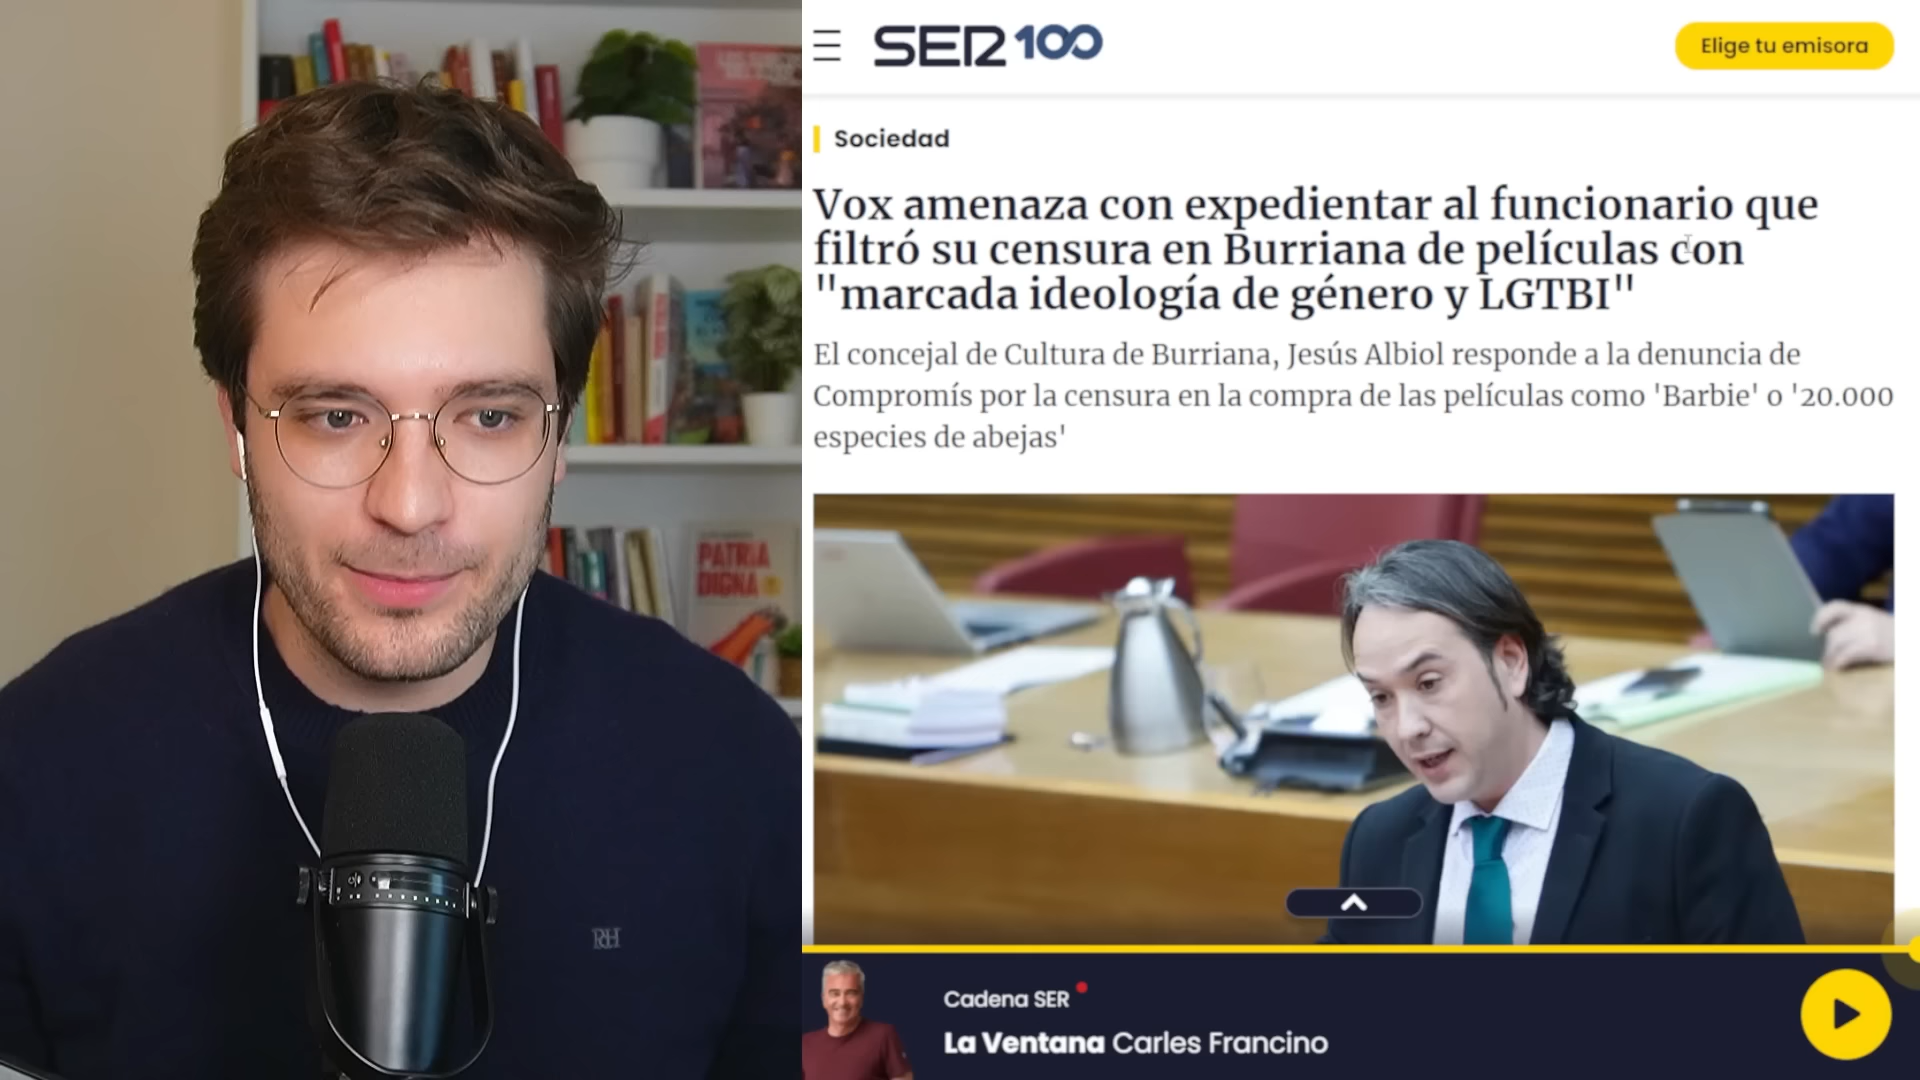 SER 100
Elige tu emisora
Sociedad
Vox amenaza con expedientar al funcionario que
filtró su censura en Burriana de películas con
"marcada ideología de género y LGTBI"
El concejal de Cultura de Burriana, Jesús Albiol responde a la denuncia de
Compromís por la censura en la compra de las películas como 'Barbie' o '20.000
especies de abejas'
PATRIA
DIGNA
RH
Cadena SER
La Ventana Carles Francino